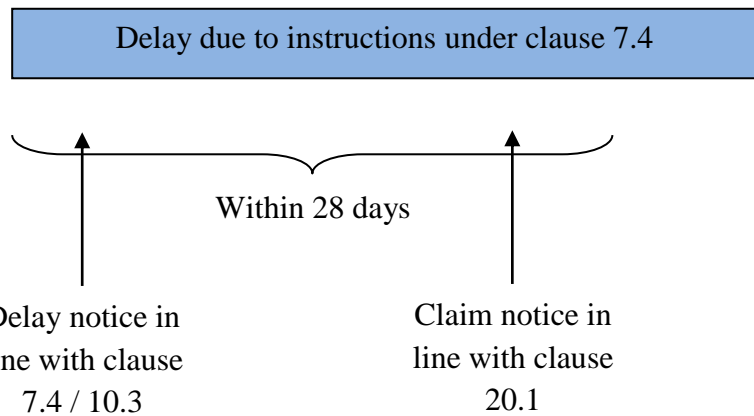 Delay due to instructions under clause 7.4
Within 28 days
elay notice in
ne with clause
7.4 / 10.3
Claim notice in
line with clause
20.1